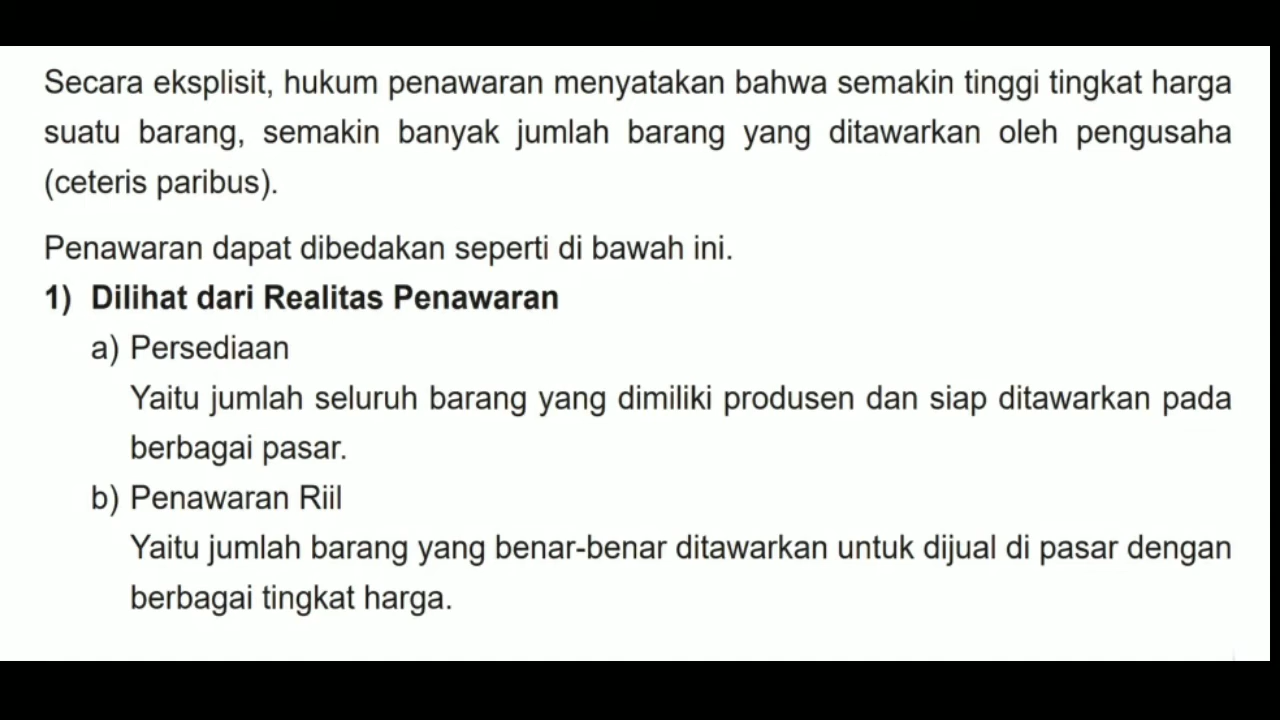 Secara eksplisit, hukum penawaran menyatakan bahwa semakin tinggi tingkat harga
suatu barang, semakin banyak jumlah barang yang ditawarkan oleh pengusaha
(ceteris paribus).
Penawaran dapat dibedakan seperti di bawah ini.
1) Dilihat dari Realitas Penawaran
a) Persediaan
Yaitu jumlah seluruh barang yang dimiliki produsen dan siap ditawarkan pada
berbagai pasar.
b) Penawaran Riil
Yaitu jumlah barang yang benar-benar ditawarkan untuk dijual di pasar dengan
berbagai tingkat harga.